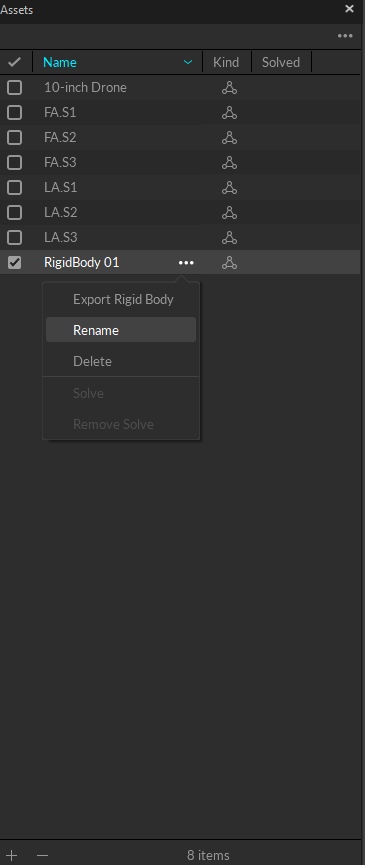 Assets
Name Kind Solved
10-inch Drone
FA.S1
FA.S2
FA.S3
LA.S1
LA.S2
LA.S3
RigidBody 01
Export Rigid Body
Rename
Delete
Solve
Remove Solve
8 items